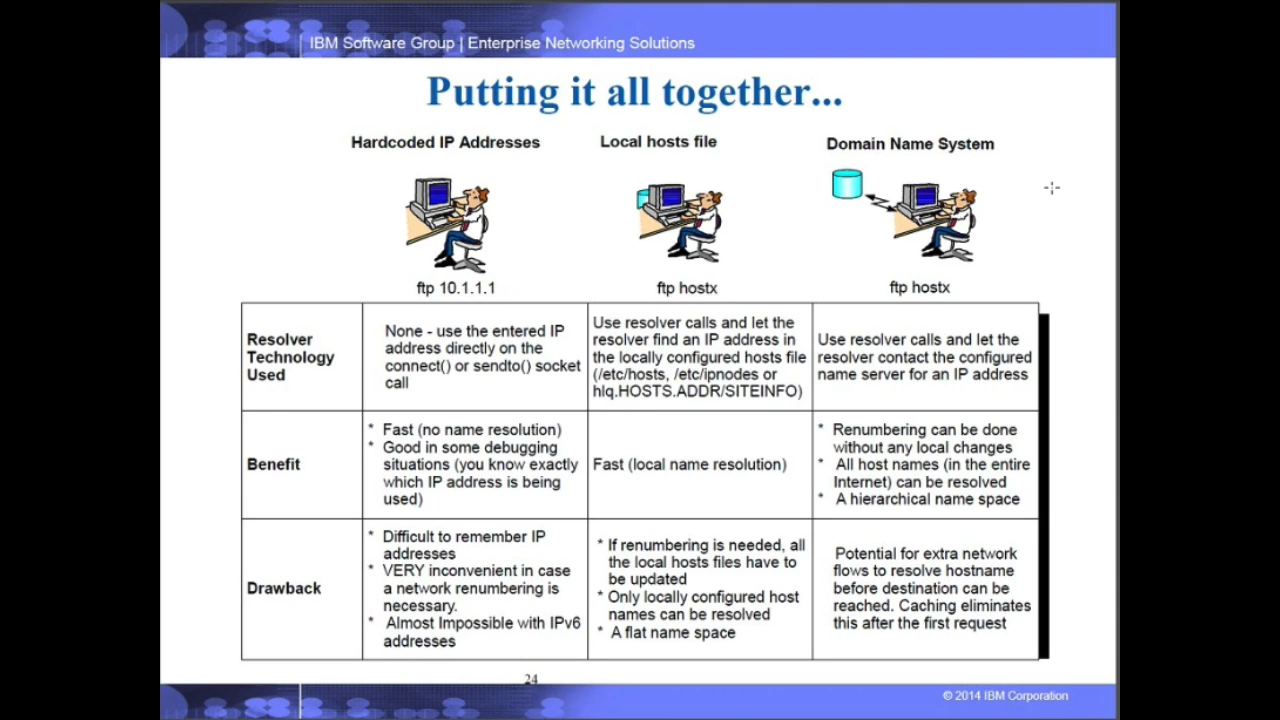 IBM Software Group | Enterprise Networking Solutions
Putting it all together...
Hardcoded IP Addresses
Local hosts file
Domain Name System
ftp 10.1.1.1
ftp hostx
ftp hostx
Resolver
Technology
Used
None - use the entered IP
address directly on the
connect() or sendto() socket
call
Use resolver calls and let the
resolver find an IP address in
the locally configured hosts file
(/etc/hosts, /etc/ipnodes or
hlq.HOSTS.ADDR/SITEINFO)
Use resolver calls and let the
resolver contact the configured
name server for an IP address
Benefit
* Fast (no name resolution)
* Good in some debugging
situations (you know exactly
which IP address is being
used)
Fast (local name resolution)
* Renumbering can be done
without any local changes
* All host names (in the entire
Internet) can be resolved
* A hierarchical name space
Drawback
* Difficult to remember IP
addresses
* VERY inconvenient in case
a network renumbering is
necessary.
* Almost Impossible with IPv6
addresses
* If renumbering is needed, all
the local hosts files have to
be updated
* Only locally configured host
names can be resolved
* A flat name space
Potential for extra network
flows to resolve hostname
before destination can be
reached. Caching eliminates
this after the first request
24
© 2014 IBM Corporation